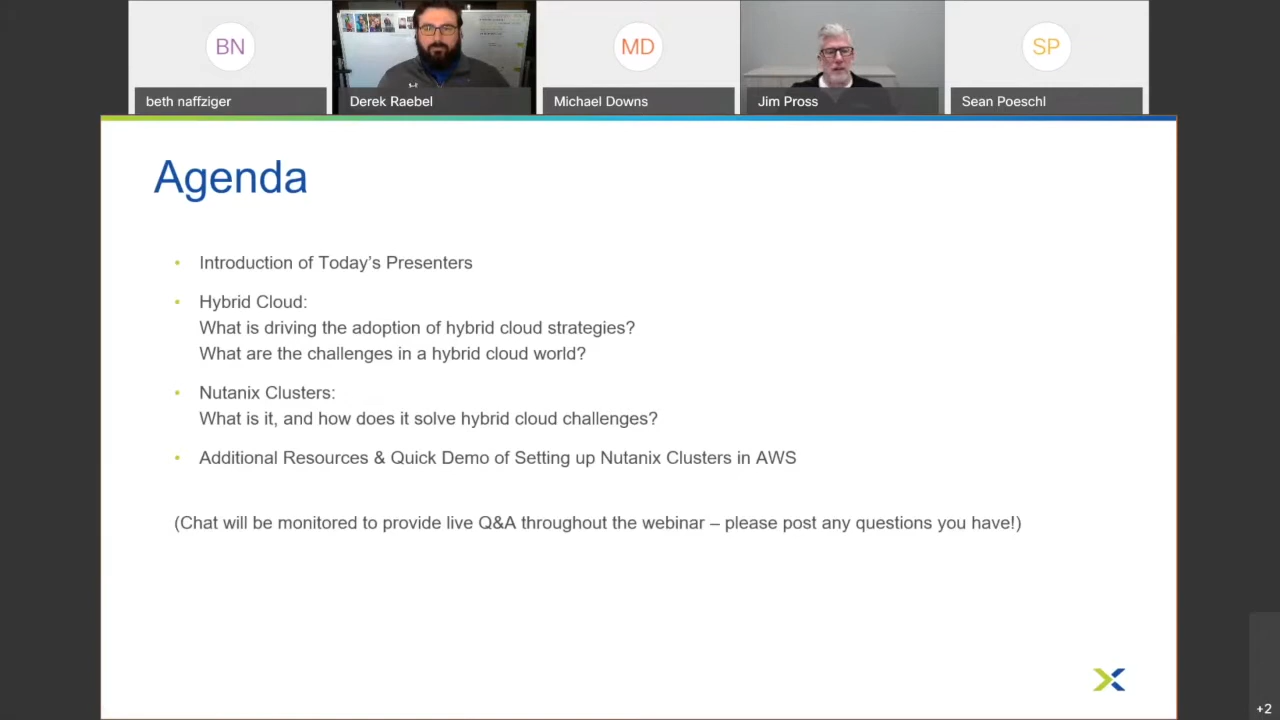 BN
MD
SP
beth naffziger
Derek Raebel
Michael Downs
Jim Pross
Sean Poeschl
Agenda
• Introduction of Today's Presenters
• Hybrid Cloud:
What is driving the adoption of hybrid cloud strategies?
What are the challenges in a hybrid cloud world?
• Nutanix Clusters:
What is it, and how does it solve hybrid cloud challenges?
• Additional Resources & Quick Demo of Setting up Nutanix Clusters in AWS
(Chat will be monitored to provide live Q&A throughout the webinar – please post any questions you have!)
+2